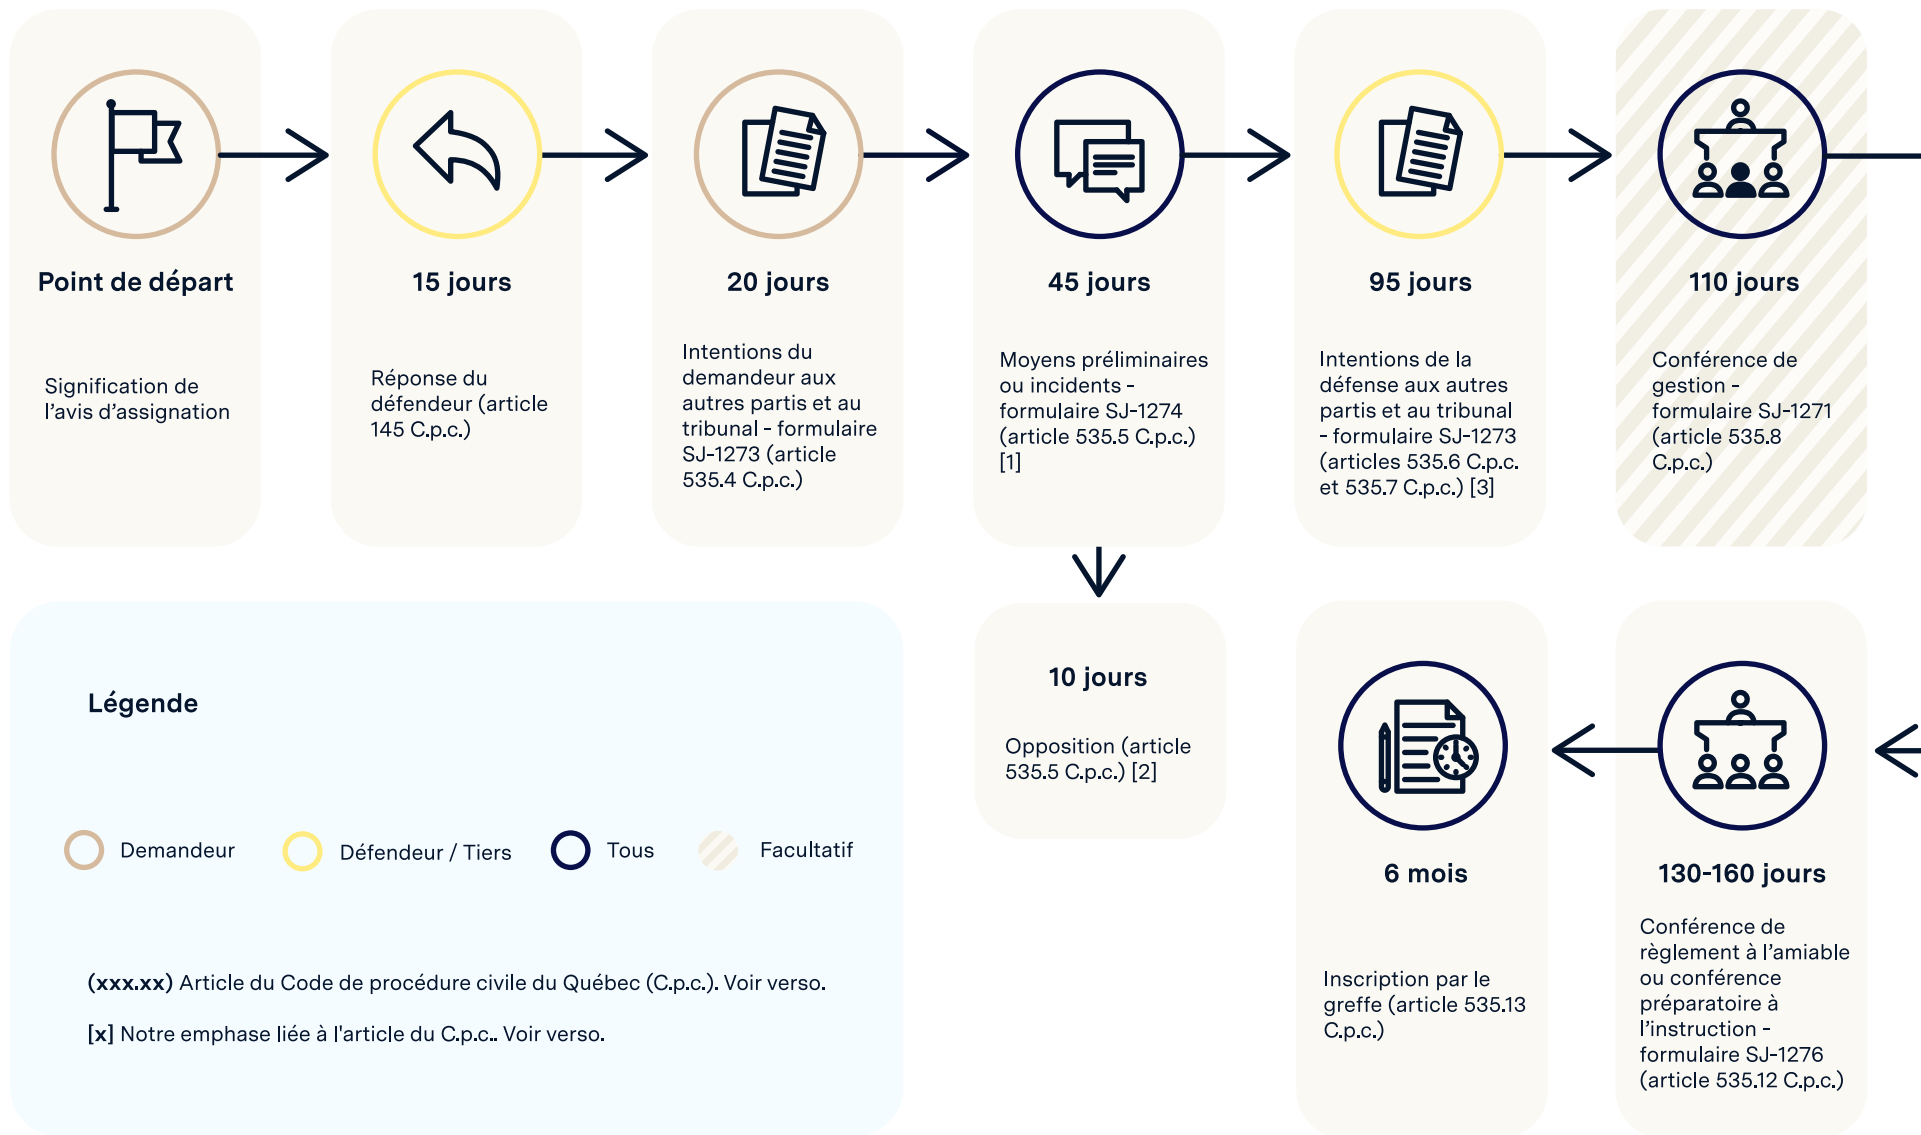 Point de départ
Signification de
l'avis d'assignation
15 jours
Réponse du
défendeur (article
145 C.p.c.)
20 jours
Intentions du
demandeur aux
autres partis et au
tribunal - formulaire
SJ-1273 (article
535.4 C.p.c.)
45 jours
Moyens préliminaires
ou incidents -
formulaire SJ-1274
(article 535.5 C.p.c.)
[1]
95 jours
Intentions de la
défense aux autres
partis et au tribunal
- formulaire SJ-1273
(articles 535.6 C.p.c.
et 535.7 C.p.c.) [3]
110 jours
Conférence de
gestion -
formulaire SJ-1271
(article 535.8
C.p.c.)
10 jours
Opposition (article
535.5 C.p.c.) [2]
130-160 jours
Conférence de
règlement à l'amiable
ou conférence
préparatoire à
l'instruction -
formulaire SJ-1276
(article 535.12 C.p.c.)
6 mois
Inscription par le
greffe (article 535.13
C.p.c.)
Légende
Demandeur
Défendeur / Tiers
Tous
Facultatif
(xxx.xx) Article du Code de procédure civile du Québec (C.p.c.). Voir verso.
[x] Notre emphase liée à l'article du C.p.c.. Voir verso.